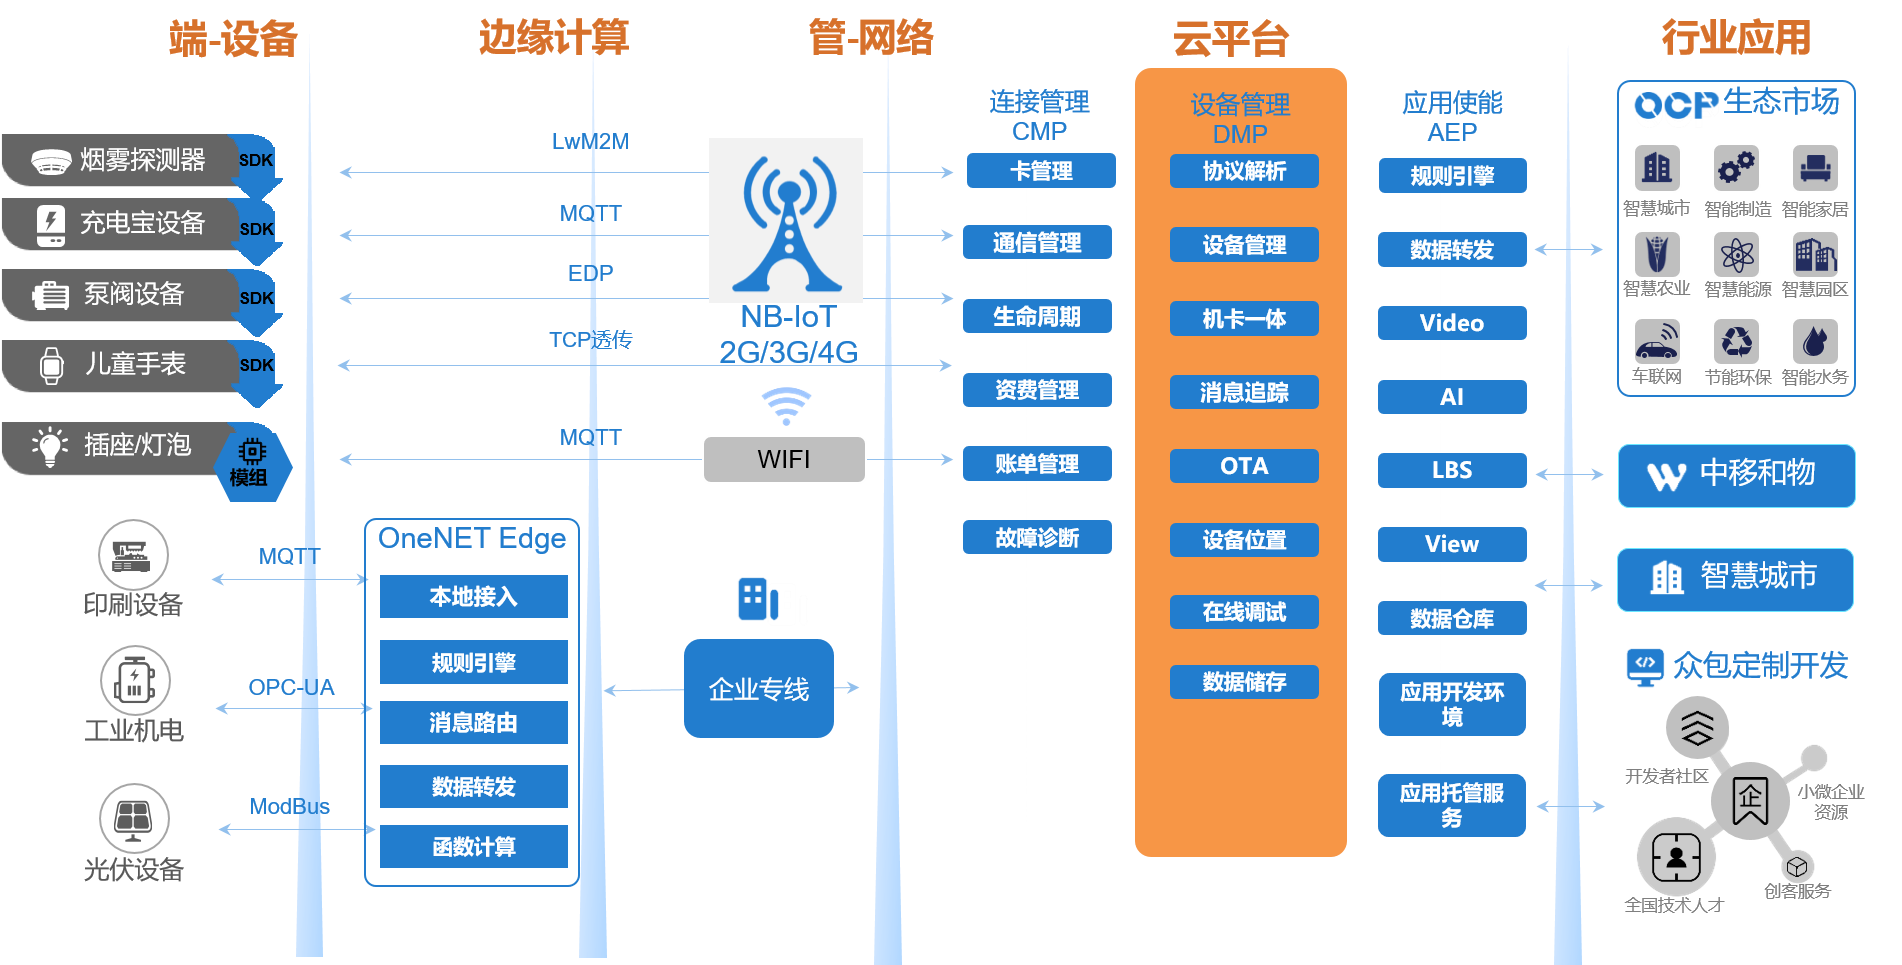 端-设备
边缘计算
管-网络
云平台
行业应用
烟雾探测器
SDK
充电宝设备
SDK
泵阀设备
SDK
儿童手表
SDK
插座/灯泡
模组
印刷设备
工业机电
光伏设备
MQTT
OPC-UA
ModBus
OneNET Edge
本地接入
规则引擎
消息路由
数据转发
函数计算
LwM2M
MQTT
EDP
TCP透传
MQTT
NB-IoT
2G/3G/4G
WIFI
企业专线
连接管理
CMP
卡管理
通信管理
生命周期
资费管理
账单管理
故障诊断
设备管理
DMP
协议解析
设备管理
机卡一体
消息追踪
OTA
设备位置
在线调试
数据储存
应用使能
AEP
规则引擎
数据转发
Video
AI
LBS
View
数据仓库
应用开发环
境
应用托管服
务
OCP 生态市场
智慧城市 智能制造 智能家居
智慧农业 智慧能源 智慧园区
车联网 节能环保 智能水务
中移和物
智慧城市
众包定制开发
开发者社区
企
小微企业
资源
创客服务
全国技术人才